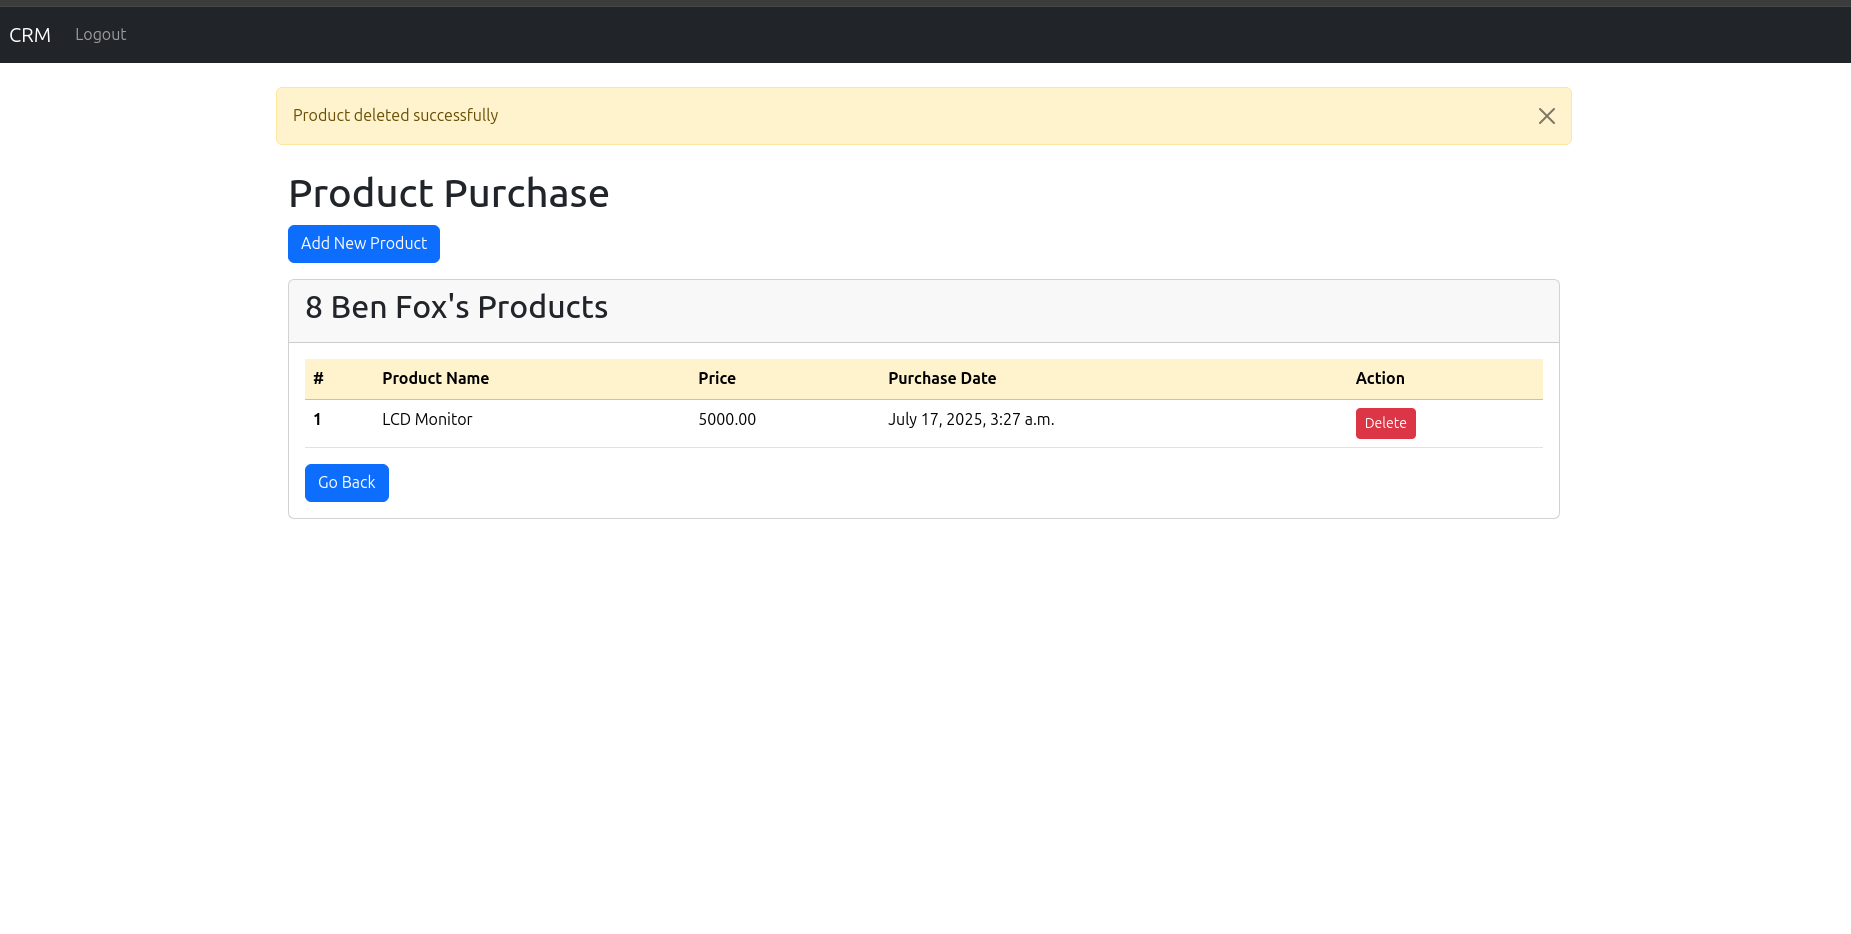 CRM Logout
Product deleted successfully
Product Purchase
Add New Product
8 Ben Fox's Products
# Product Name Price Purchase Date Action
1 LCD Monitor 5000.00 July 17, 2025, 3:27 a.m. Delete
Go Back